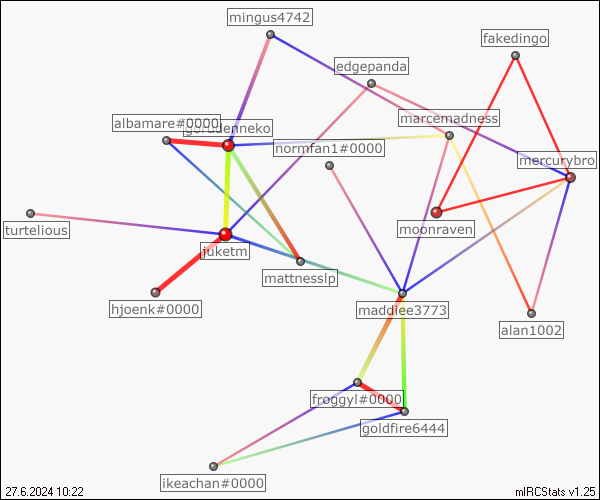 mingus4742
fakedingo
edgepanda
marcemadness
albamare#0000
gorddenneko
normfan1#0000
mercurybro
turtelious
moonraven
juketm
mattnesslp
hjoenk#0000
maddiee3773
alan1002
froggyl#0000
goldfire6444
ikeachan#0000
27.6.2024 10:22
mIRCStats v1.25